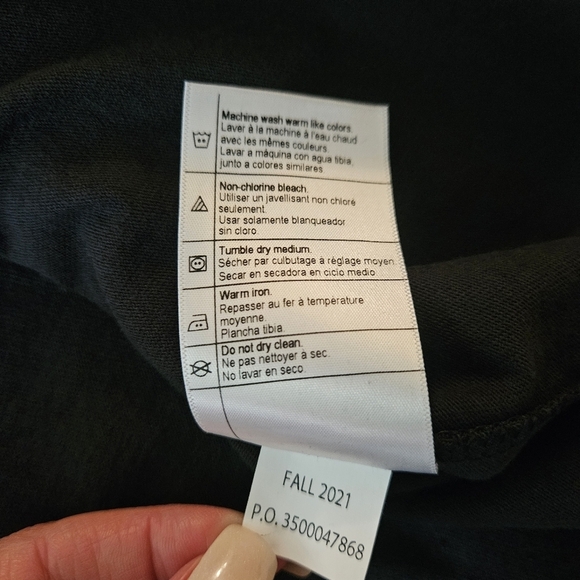 Machine wash warm like colors.
Laver à la machine à l'eau chaud
avec les mêmes couleurs.
Lavar a máquina con agua tibia,
junto a colores similares.
Non-chlorine bleach.
Utiliser un javellisant non chloré
seulement.
Usar solamente blanqueador
sin cloro.
Tumble dry medium.
Sécher par culbutage à réglage moyen.
Secar en secadora en ciclo medio.
Warm iron.
Repasser au fer à température
moyenne.
Plancha tibia.
Do not dry clean.
Ne pas nettoyer à sec.
No lavar en seco.
FALL 2021
P.O. 3500047868